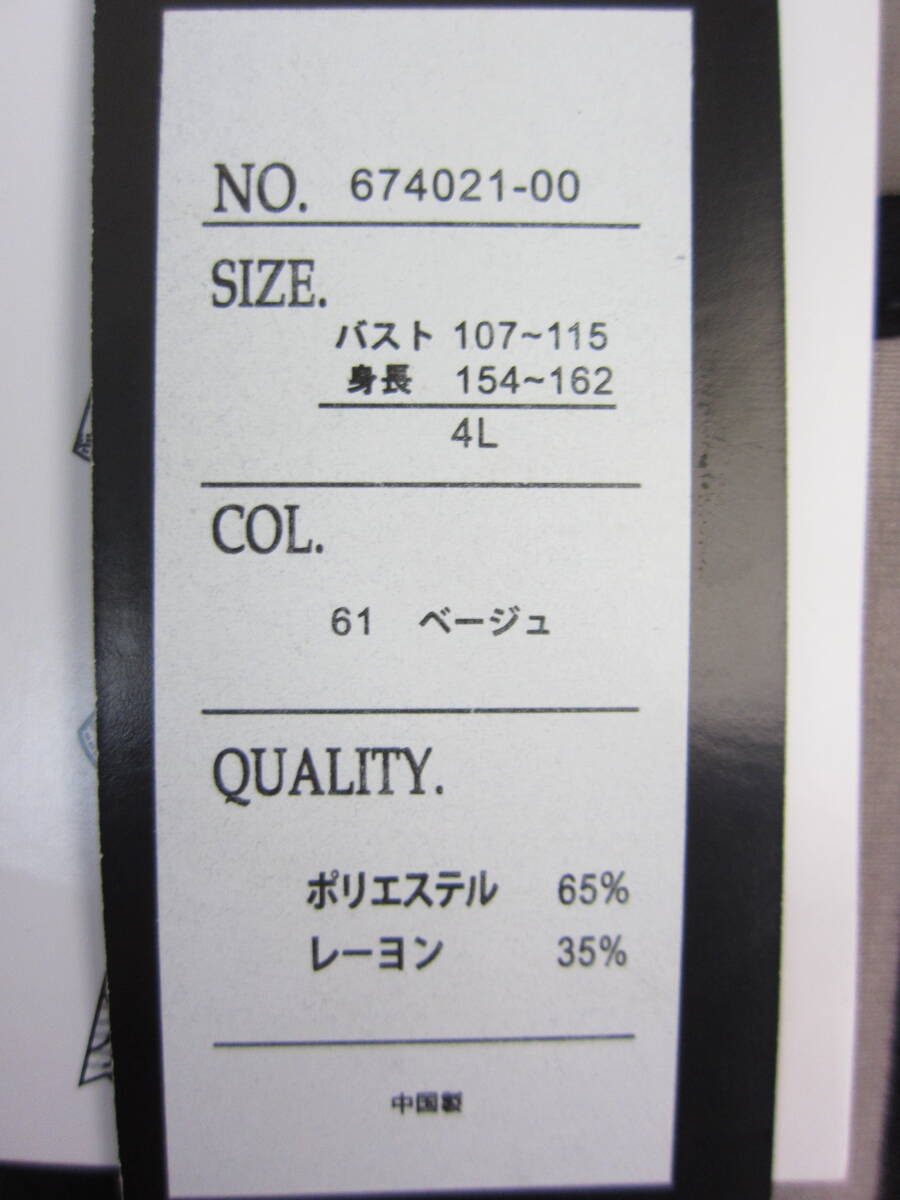 NO. 674021-00
SIZE.
バスト 107~115
身長 154~162
4L
COL.
61 ベージュ
QUALITY.
ポリエステル 65%
レーヨン 35%
中国製